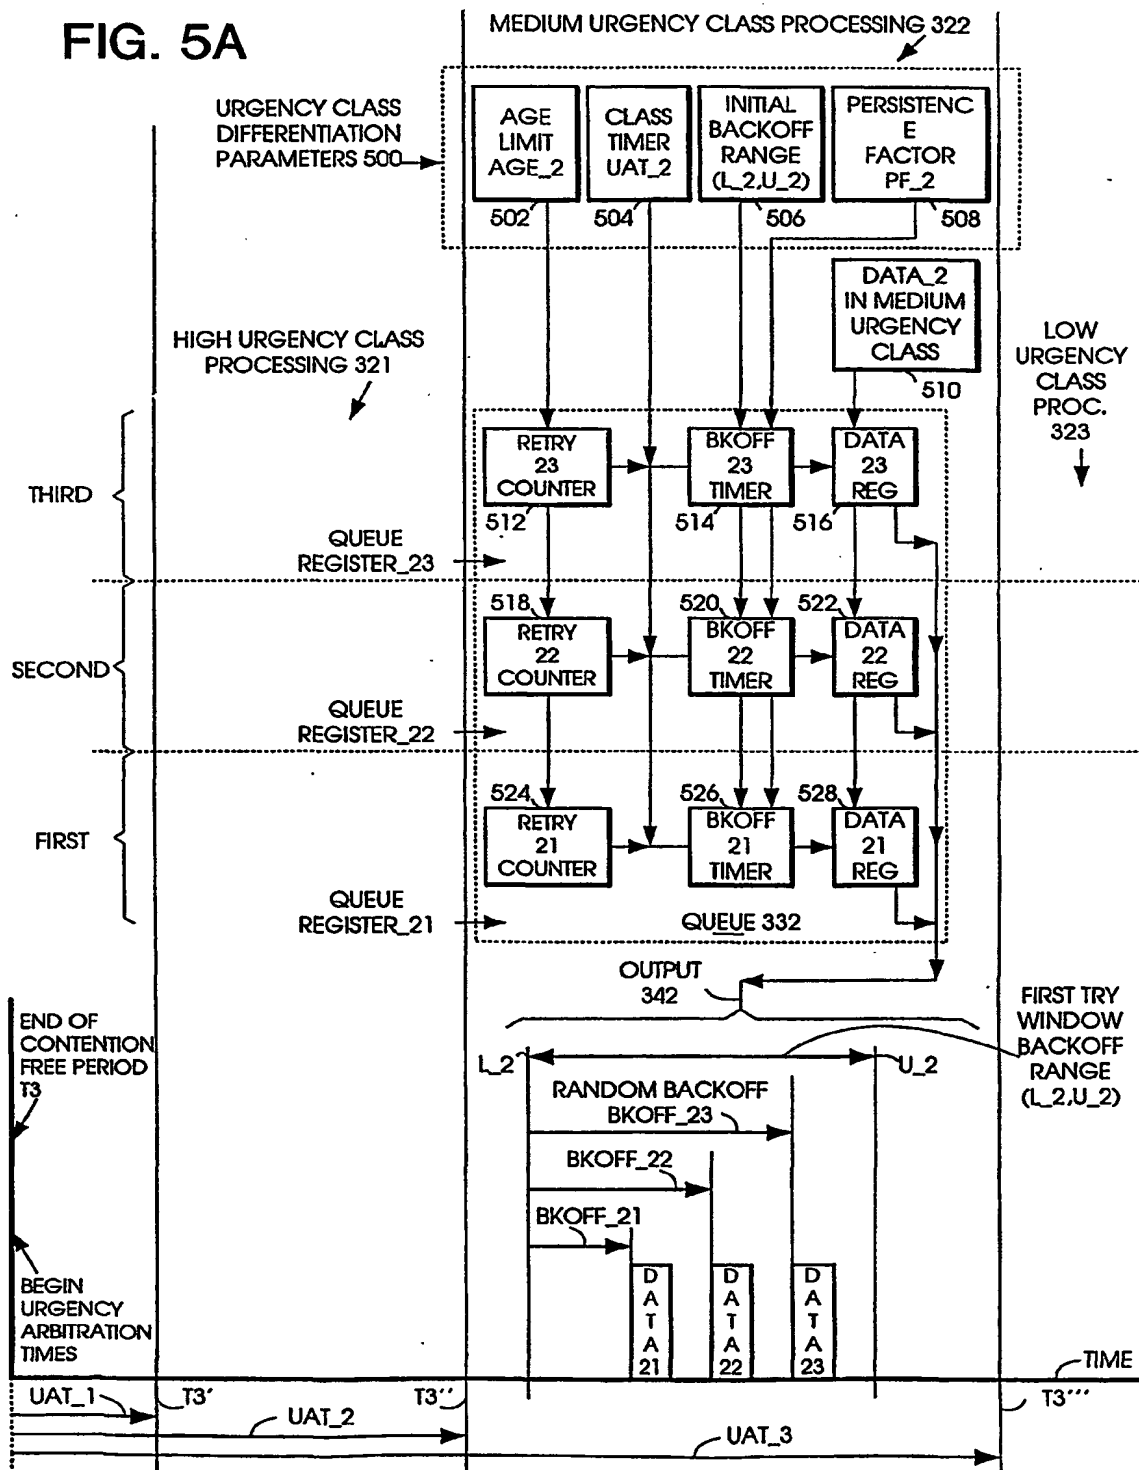 FIG. 5A
MEDIUM URGENCY CLASS PROCESSING 322
URGENCY CLASS
DIFFERENTIATION
PARAMETERS 500
AGE
LIMIT
AGE_2
502
CLASS
TIMER
UAT_2
504
INITIAL
BACKOFF
RANGE
(L_2,U_2)
506
PERSISTENC
E
FACTOR
PF_2
508
DATA_2
IN MEDIUM
URGENCY
CLASS
510
HIGH URGENCY CLASS
PROCESSING 321
LOW
URGENCY
CLASS
PROC.
323
THIRD
RETRY
23
COUNTER
512
BKOFF
23
TIMER
514
DATA
23
REG
516
QUEUE
REGISTER_23
SECOND
518
RETRY
22
COUNTER
520
BKOFF
22
TIMER
522
DATA
22
REG
QUEUE
REGISTER_22
FIRST
524
RETRY
21
COUNTER
526
BKOFF
21
TIMER
528
DATA
21
REG
QUEUE
REGISTER_21
QUEUE 332
OUTPUT
342
END OF
CONTENTION
FREE PERIOD
T3
FIRST TRY
WINDOW
BACKOFF
RANGE
(L_2,U_2)
L_2
U_2
RANDOM BACKOFF
BKOFF_23
BKOFF_22
BKOFF_21
BEGIN
URGENCY
ARBITRATION
TIMES
D
A
T
A
21
D
A
T
A
22
D
A
T
A
23
TIME
UAT_1
T3'
UAT_2
T3''
UAT_3
T3'''